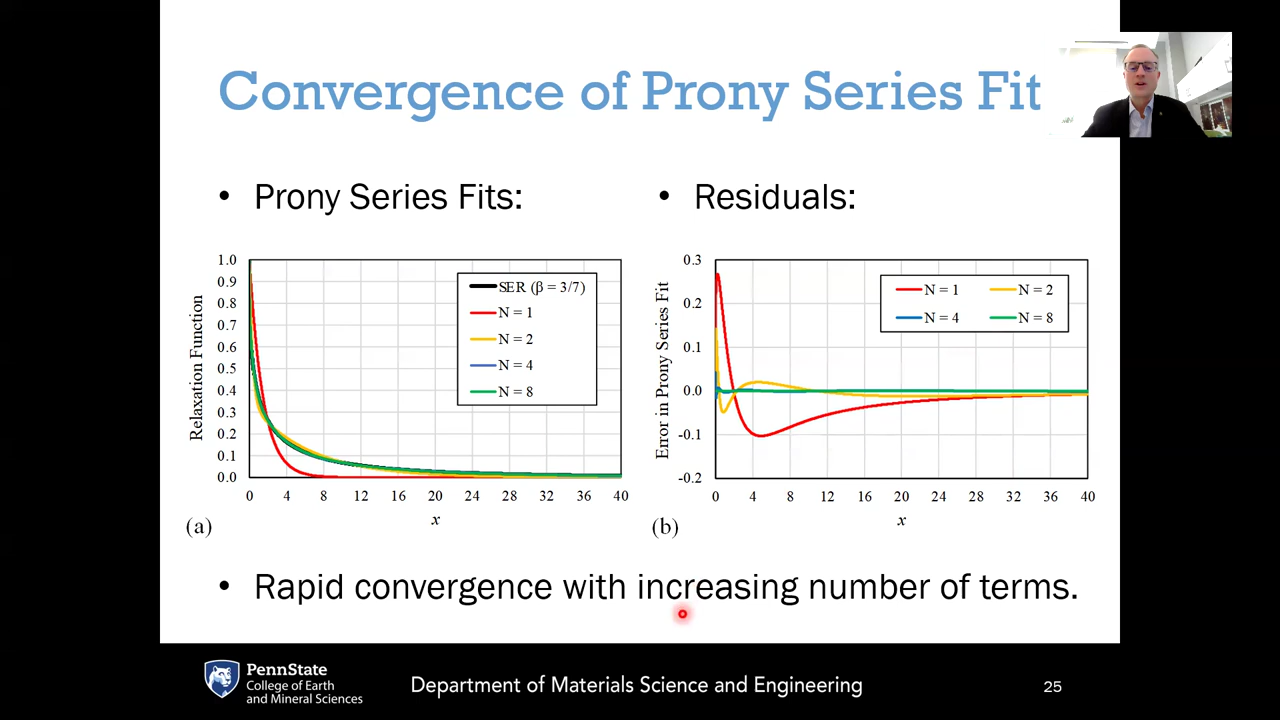 Convergence of Prony Series Fit
• Prony Series Fits:
• Residuals:
Relaxation Function
1.0
0.9
0.8
0.7
0.6
0.5
0.4
0.3
0.2
0.1
0.0
SER (β = 3/7)
N = 1
N = 2
N = 4
N = 8
0 4 8 12 16 20 24 28 32 36 40
x
(a)
Error in Prony Series Fit
0.3
0.2
0.1
0.0
-0.1
-0.2
N = 1 N = 2
N = 4 N = 8
0 4 8 12 16 20 24 28 32 36 40
x
(b)
• Rapid convergence with increasing number of terms.
PennState
College of Earth
and Mineral Sciences
Department of Materials Science and Engineering
25